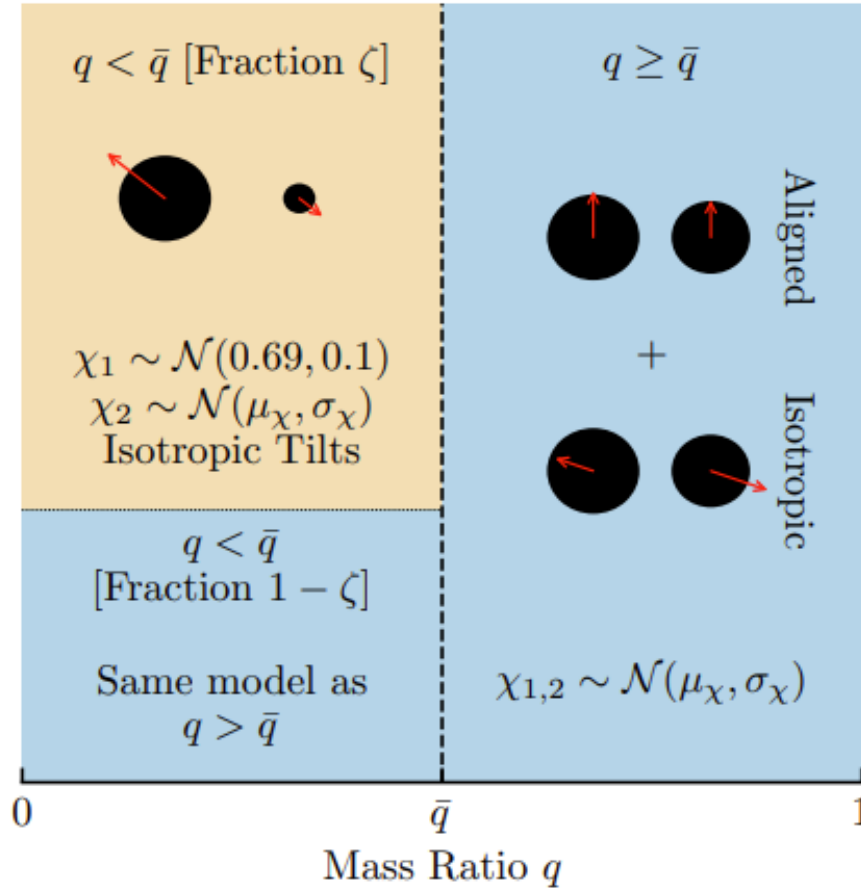 q < q̄ [Fraction ζ]
χ₁ ∼ 𝒩(0.69, 0.1)
χ₂ ∼ 𝒩(μ_χ, σ_χ)
Isotropic Tilts
q < q̄
[Fraction 1 − ζ]
Same model as
q > q̄
q ≥ q̄
Aligned
+
Isotropic
χ₁,₂ ∼ 𝒩(μ_χ, σ_χ)
0
q̄
1
Mass Ratio q